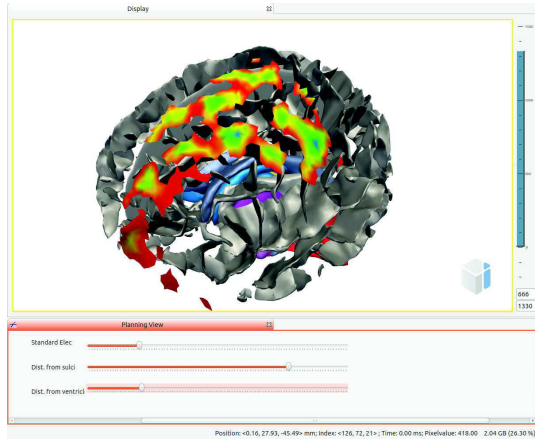 Display
666
1330
Planning View
Standard Elec
Dist. from sulci
Dist. from ventricl
Position: <0.16, 27.93, -45.49> mm; Index: <126, 72, 21> ; Time: 0.00 ms; Pixelvalue: 418.00 2.04 GB (26.30 %)